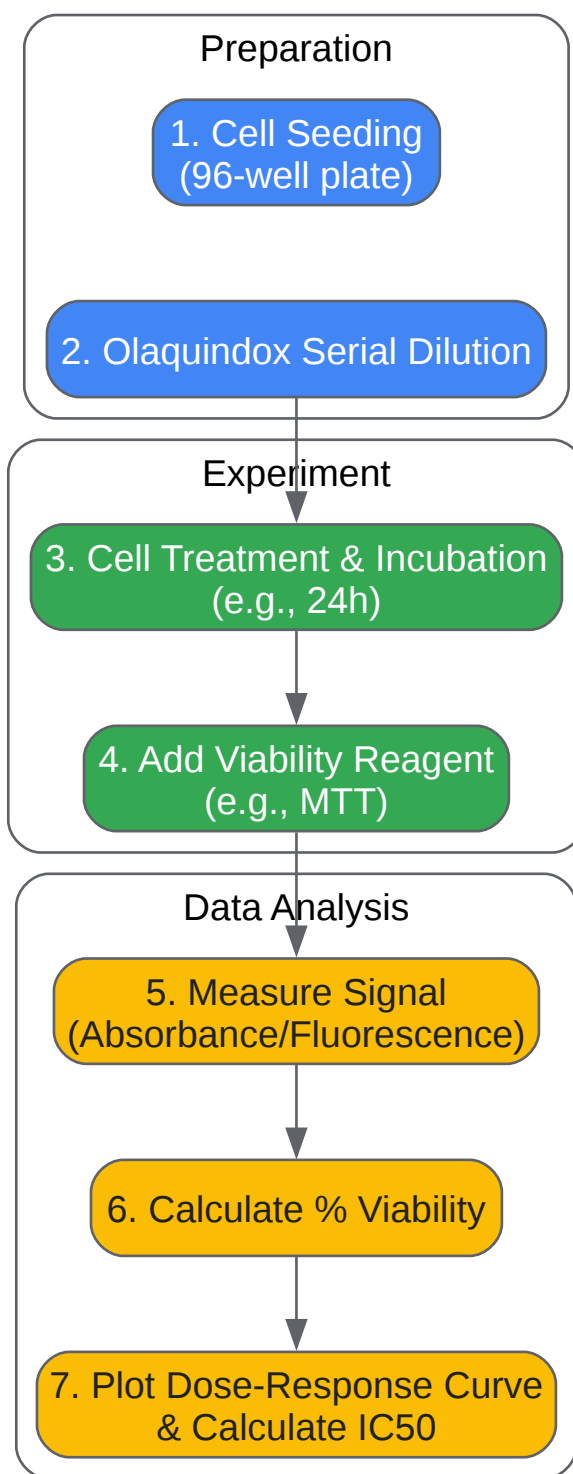 Preparation
1. Cell Seeding
(96-well plate)
2. Olaquindox Serial Dilution
Experiment
3. Cell Treatment & Incubation
(e.g., 24h)
4. Add Viability Reagent
(e.g., MTT)
Data Analysis
5. Measure Signal
(Absorbance/Fluorescence)
6. Calculate % Viability
7. Plot Dose-Response Curve
& Calculate IC50